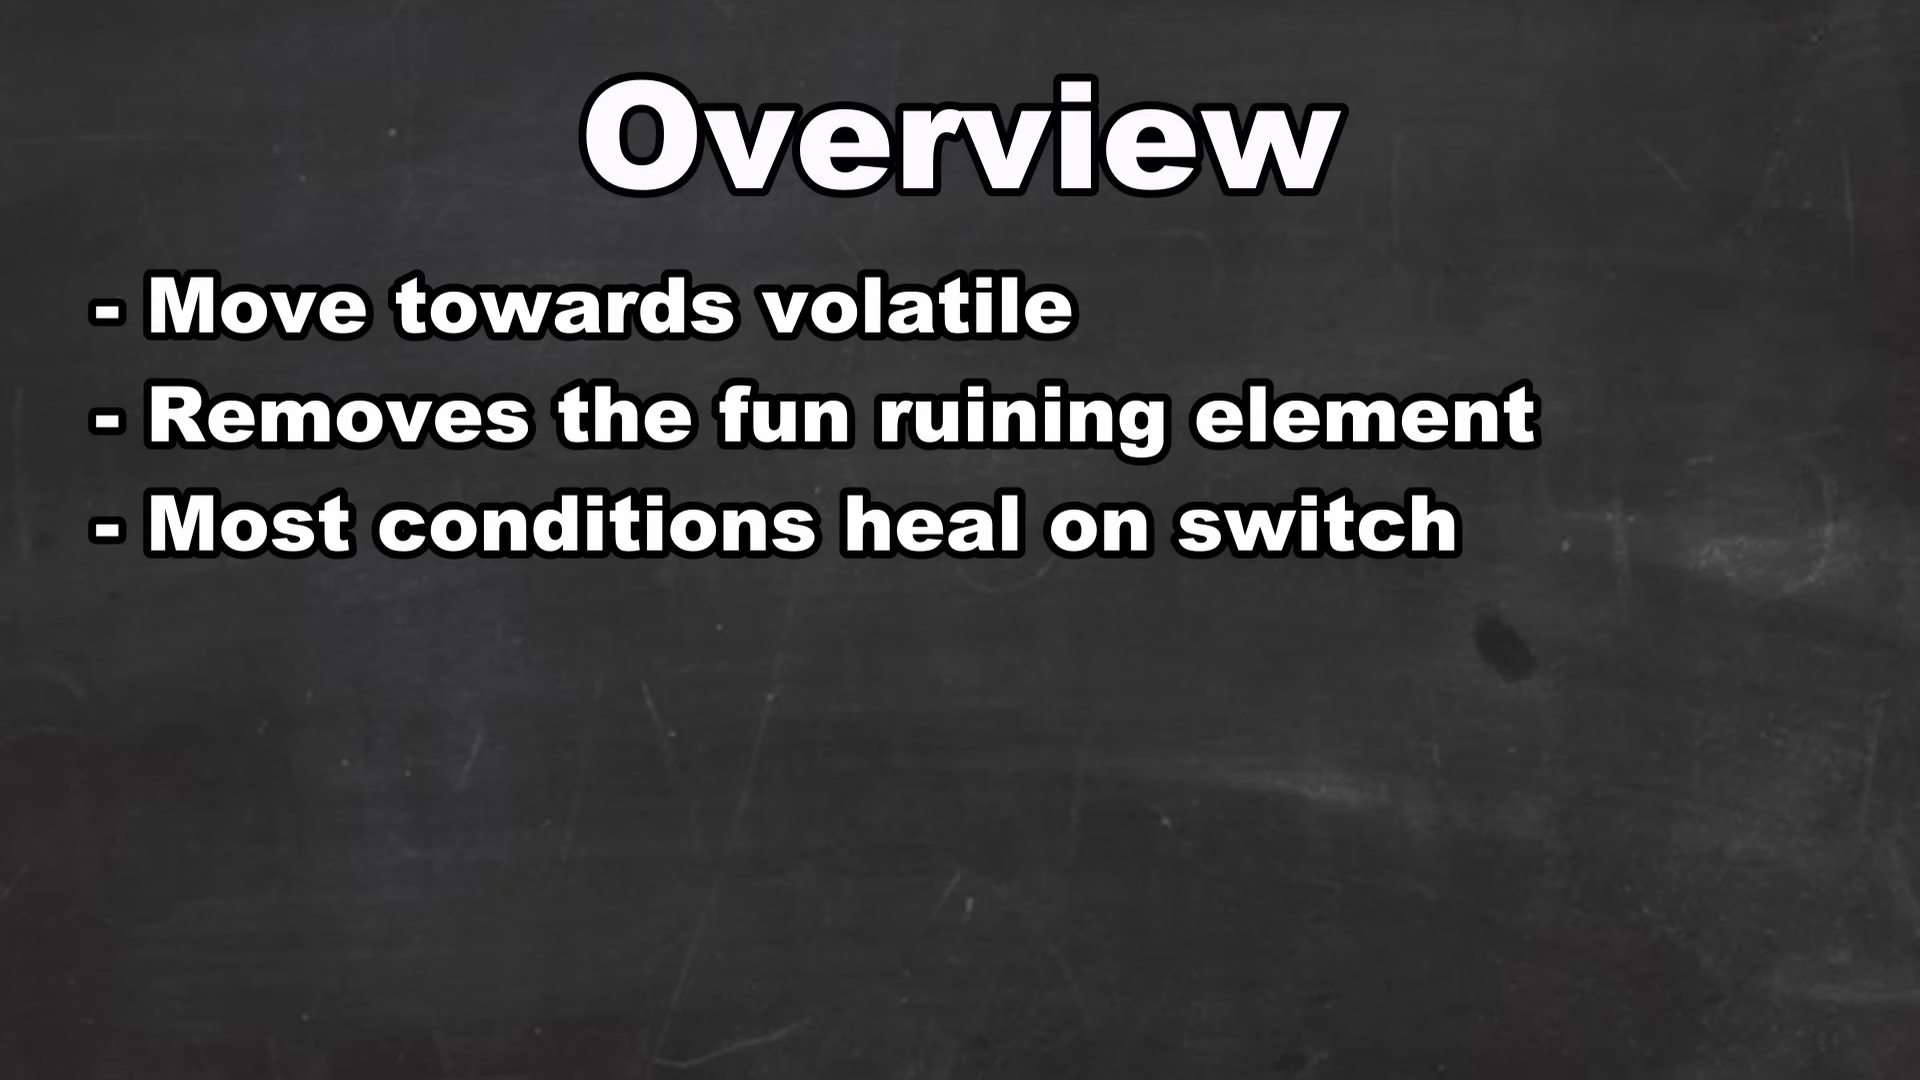 Overview
- Move towards volatile
- Removes the fun ruining element
- Most conditions heal on switch